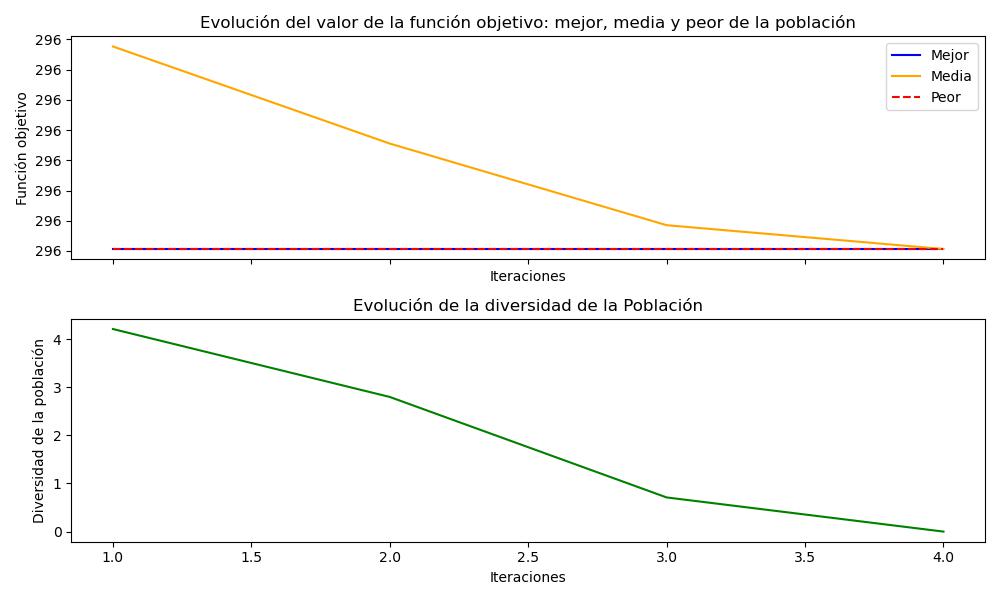 Evolución del valor de la función objetivo: mejor, media y peor de la población
Función objetivo
296
296
296
296
296
296
296
296
Mejor
Media
Peor
Iteraciones
Evolución de la diversidad de la Población
Diversidad de la población
4
3
2
1
0
1.0 1.5 2.0 2.5 3.0 3.5 4.0
Iteraciones